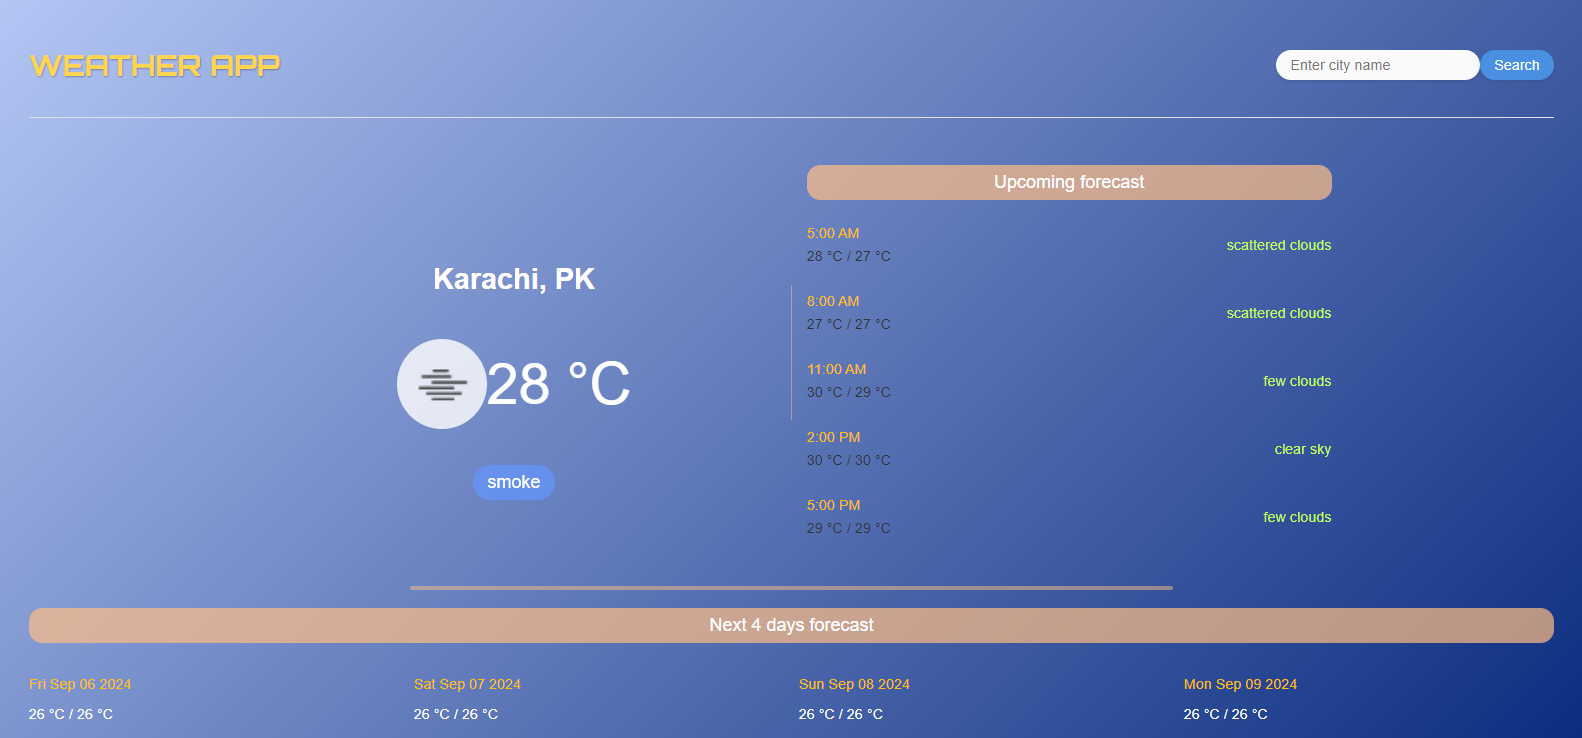 WEATHER APP
Enter city name
Search
Karachi, PK
28 °C
smoke
Upcoming forecast
5:00 AM
28 °C / 27 °C
scattered clouds
8:00 AM
27 °C / 27 °C
scattered clouds
11:00 AM
30 °C / 29 °C
few clouds
2:00 PM
30 °C / 30 °C
clear sky
5:00 PM
29 °C / 29 °C
few clouds
Next 4 days forecast
Fri Sep 06 2024
26 °C / 26 °C
Sat Sep 07 2024
26 °C / 26 °C
Sun Sep 08 2024
26 °C / 26 °C
Mon Sep 09 2024
26 °C / 26 °C